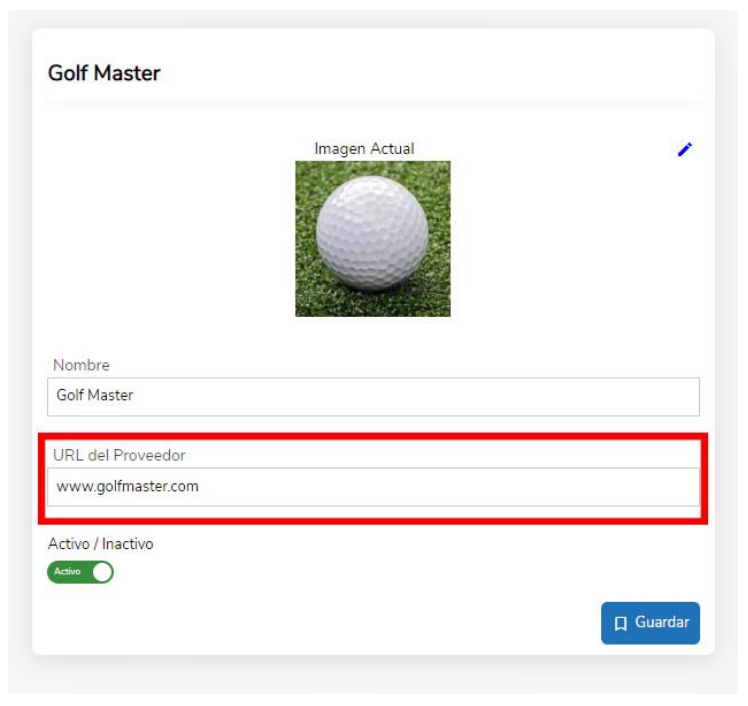 Golf Master
Imagen Actual
Nombre
Golf Master
URL del Proveedor
www.golfmaster.com
Activo / Inactivo
Activo
Guardar